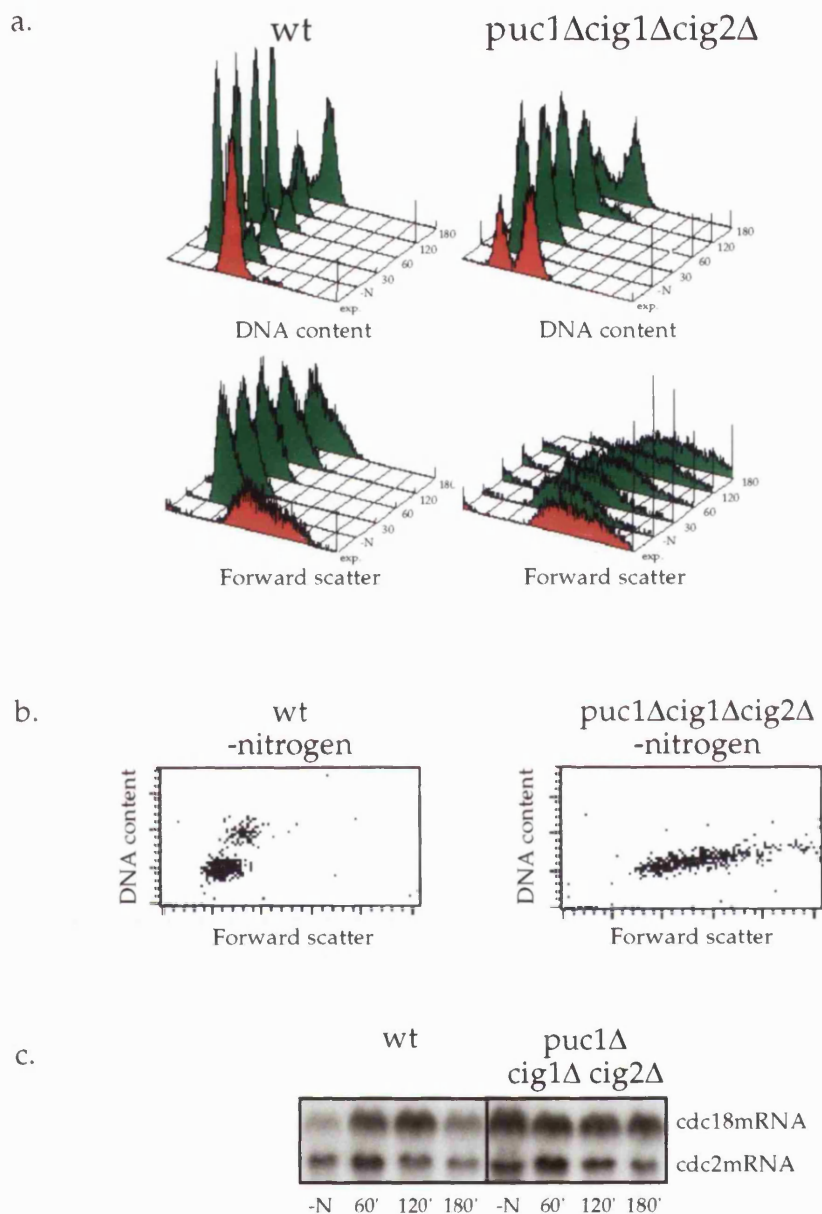 a.
wt
puc1Δcig1Δcig2Δ
exp.
-N
30
60
120
180
DNA content
exp.
-N
30
60
120
180
DNA content
exp.
-N
30
60
120
Forward scatter
exp.
-N
30
60
120
180
Forward scatter
b.
wt
-nitrogen
puc1Δcig1Δcig2Δ
-nitrogen
DNA content
Forward scatter
DNA content
Forward scatter
c.
wt
puc1Δ
cig1Δ cig2Δ
cdc18mRNA
cdc2mRNA
-N 60' 120' 180' -N 60' 120' 180'